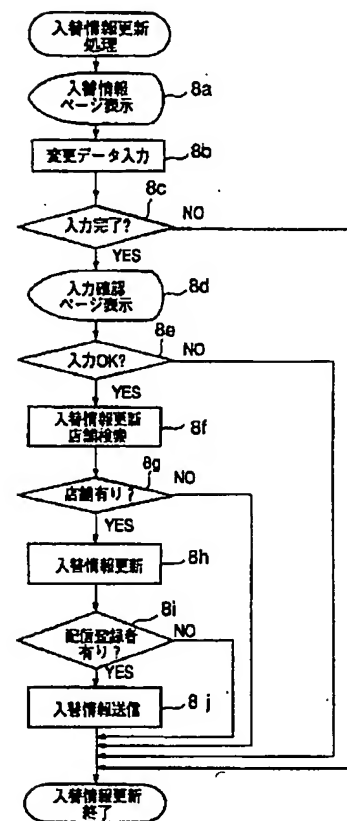 入替情報更新
処理
入替情報
ページ表示
8a
変更データ入力
8b
8c
入力完了?
NO
YES
入力確認
ページ表示
8d
8e
入力OK?
NO
YES
入替情報更新
店舗検索
8f
8g
店舗有り?
NO
YES
入替情報更新
8h
8i
配信登録者
有り?
NO
YES
入替情報送信
8j
入替情報更新
終了